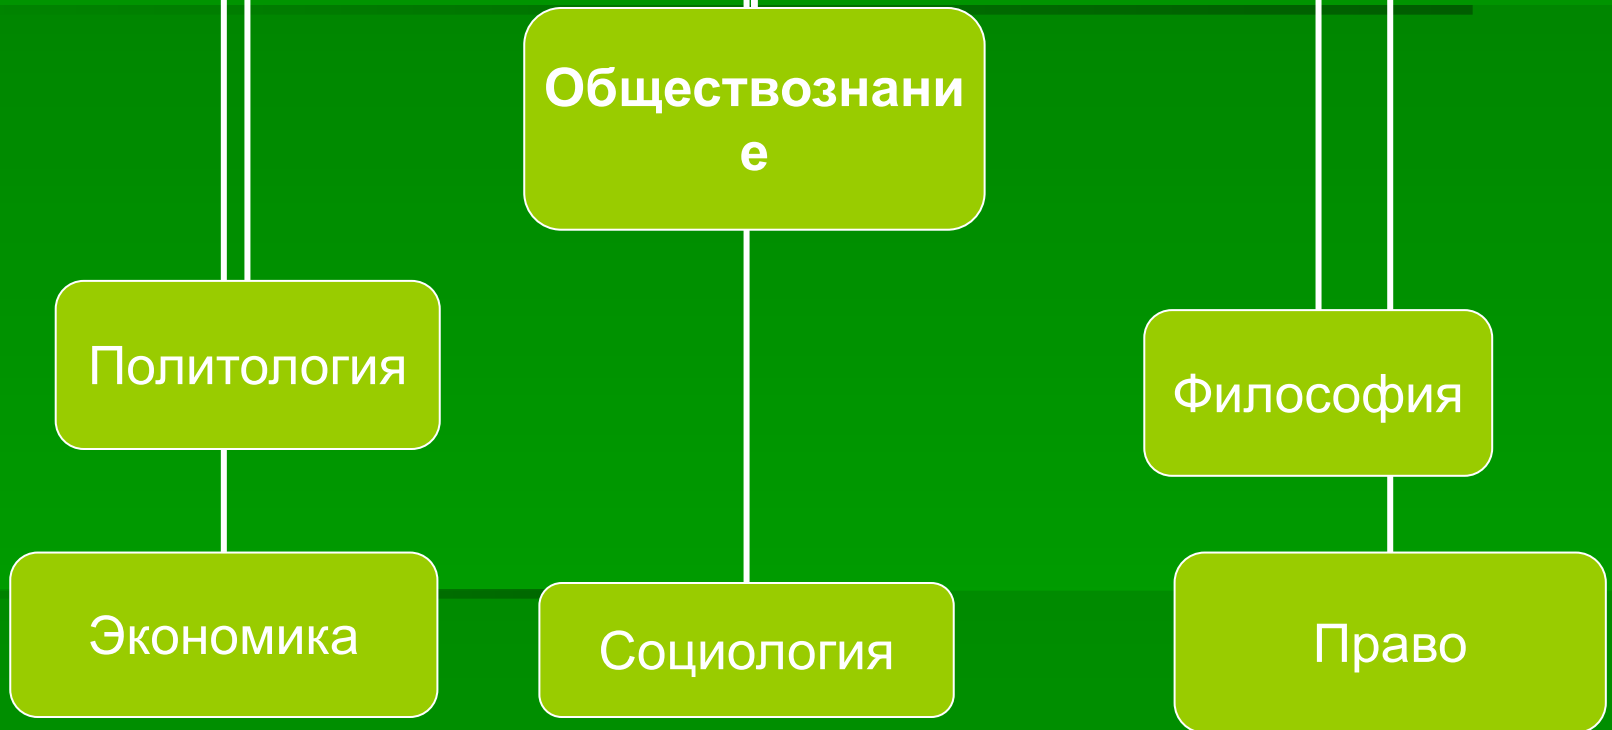 Обществознани
е
Политология
Философия
Экономика
Социология
Право